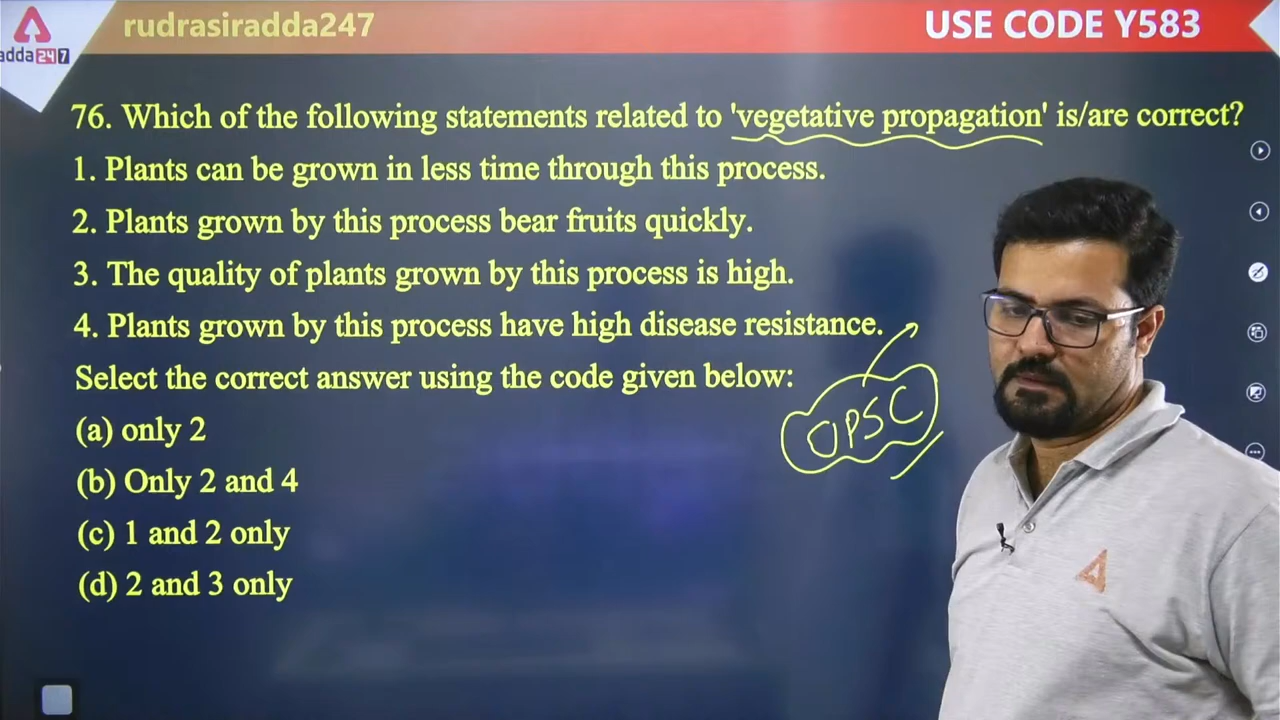 rudrasiradda247
USE CODE Y583
adda247
76. Which of the following statements related to 'vegetative propagation' is/are correct?
1. Plants can be grown in less time through this process.
2. Plants grown by this process bear fruits quickly.
3. The quality of plants grown by this process is high.
4. Plants grown by this process have high disease resistance.
Select the correct answer using the code given below:
OPSC
(a) only 2
(b) Only 2 and 4
(c) 1 and 2 only
(d) 2 and 3 only